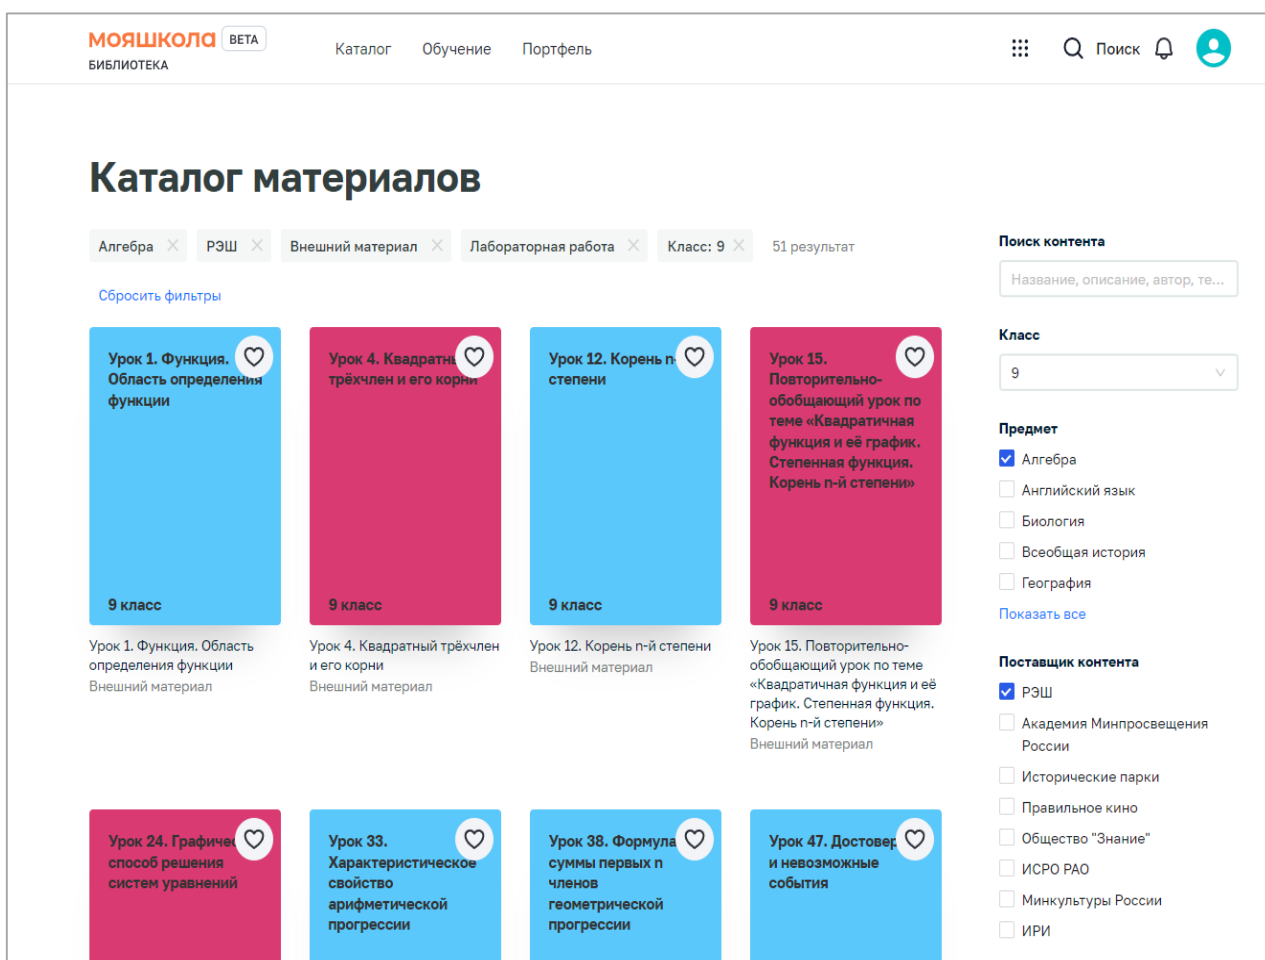 мояшкола BETA
БИБЛИОТЕКА
Каталог Обучение Портфель
Поиск
Каталог материалов
Алгебра РЭШ Внешний материал Лабораторная работа Класс: 9 51 результат
Сбросить фильтры
Урок 1. Функция.
Область определения
функции
9 класс
Урок 1. Функция. Область
определения функции
Внешний материал
Урок 4. Квадратн
трёхчлен и его корни
9 класс
Урок 4. Квадратный трёхчлен
и его корни
Внешний материал
Урок 12. Корень n-
степени
9 класс
Урок 12. Корень n-й степени
Внешний материал
Урок 15.
Повторительно-
обобщающий урок по
теме «Квадратичная
функция и её график.
Степенная функция.
Корень n-й степени»
9 класс
Урок 15. Повторительно-
обобщающий урок по теме
«Квадратичная функция и её
график. Степенная функция.
Корень n-й степени»
Внешний материал
Урок 24. Графичес
способ решения
систем уравнений
Урок 33.
Характеристическое
свойство
арифметической
прогрессии
Урок 38. Формула
суммы первых n
членов
геометрической
прогрессии
Урок 47. Достовер
и невозможные
события
Поиск контента
Название, описание, автор, те...
Класс
9
Предмет
Алгебра
Английский язык
Биология
Всеобщая история
География
Показать все
Поставщик контента
РЭШ
Академия Минпросвещения
России
Исторические парки
Правильное кино
Общество "Знание"
ИСРО РАО
Минкультуры России
ИРИ